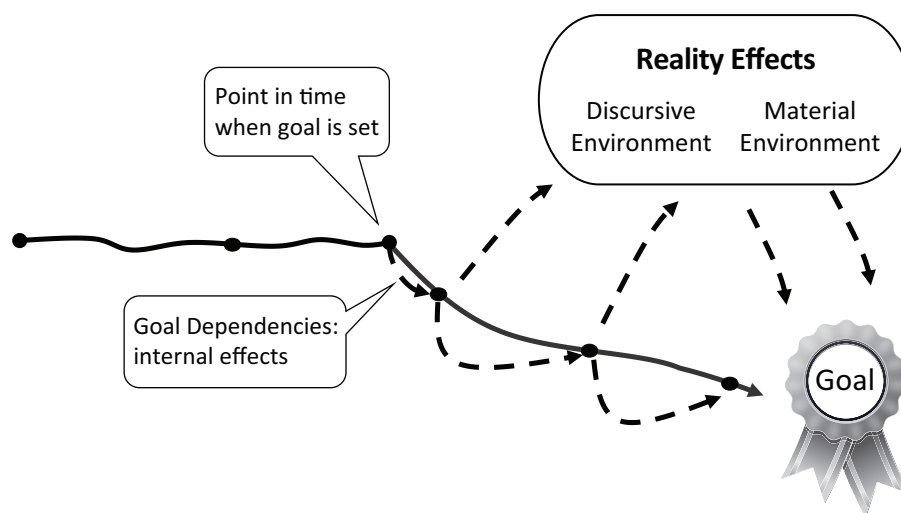 Reality Effects
Discursive
Environment
Material
Environment
Point in time
when goal is set
Goal Dependencies:
internal effects
Goal